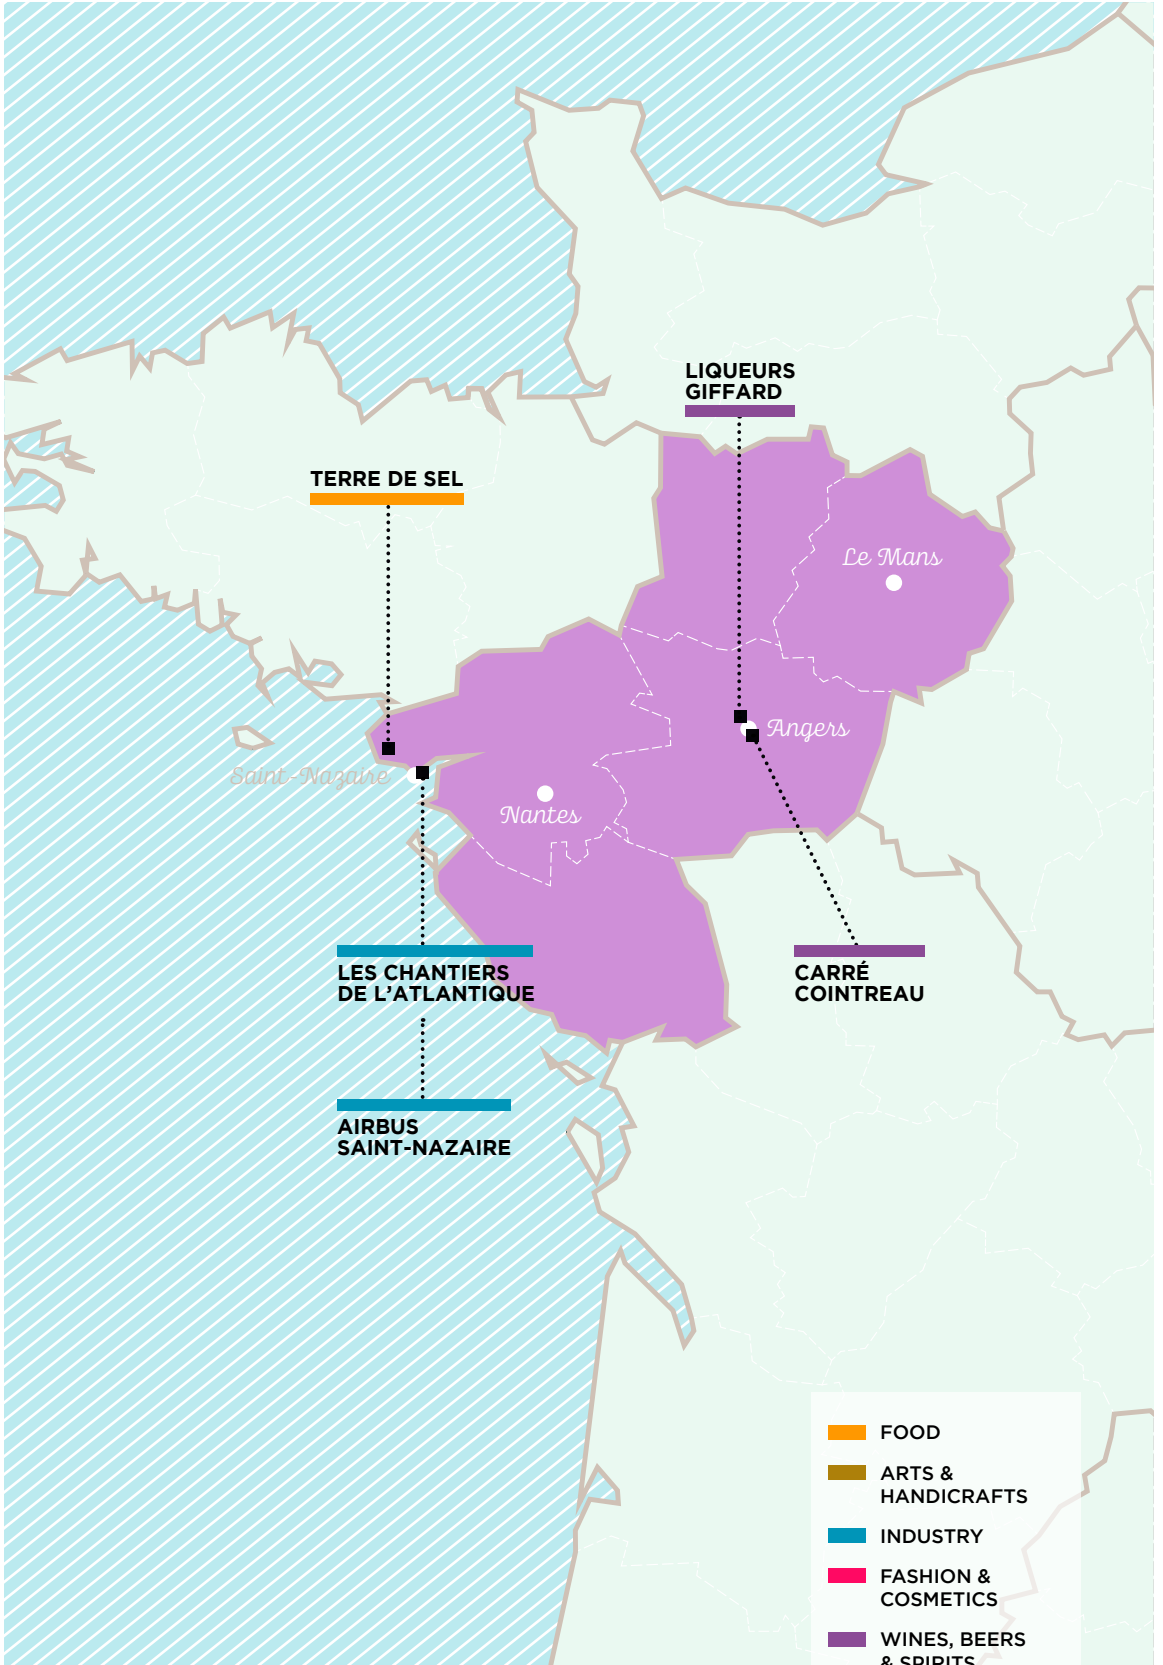 LIQUEURS
GIFFARD
TERRE DE SEL
Le Mans
Angers
Saint-Nazaire
Nantes
LES CHANTIERS
DE L'ATLANTIQUE
CARRÉ
COINTREAU
AIRBUS
SAINT-NAZAIRE
FOOD
ARTS &
HANDICRAFTS
INDUSTRY
FASHION &
COSMETICS
WINES, BEERS
& SPIRITS